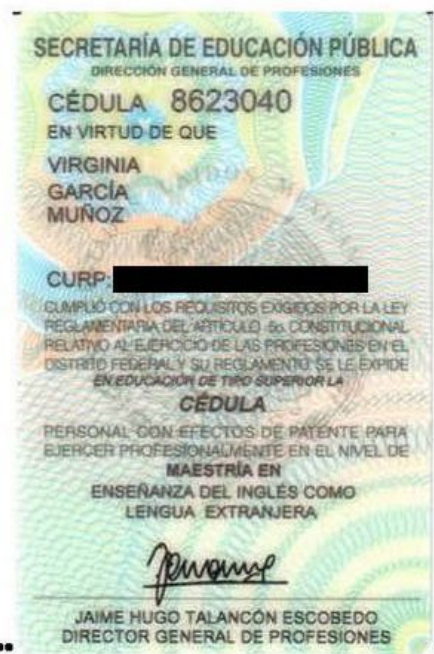 SECRETARÍA DE EDUCACIÓN PÚBLICA
DIRECCIÓN GENERAL DE PROFESIONES
CÉDULA 8623040
EN VIRTUD DE QUE
VIRGINIA
GARCÍA
MUÑOZ
CURP:
CUMPLIÓ CON LOS REQUISITOS EXIGIDOS POR LA LEY
REGLAMENTARIA DEL ARTÍCULO 5o. CONSTITUCIONAL
RELATIVO AL EJERCICIO DE LAS PROFESIONES EN EL
DISTRITO FEDERAL Y SU REGLAMENTO SE LE EXPIDE
EN EDUCACIÓN DE TIPO SUPERIOR LA
CÉDULA
PERSONAL CON EFECTOS DE PATENTE PARA
EJERCER PROFESIONALMENTE EN EL NIVEL DE
MAESTRÍA EN
ENSEÑANZA DEL INGLÉS COMO
LENGUA EXTRANJERA
JAIME HUGO TALANCÓN ESCOBEDO
DIRECTOR GENERAL DE PROFESIONES